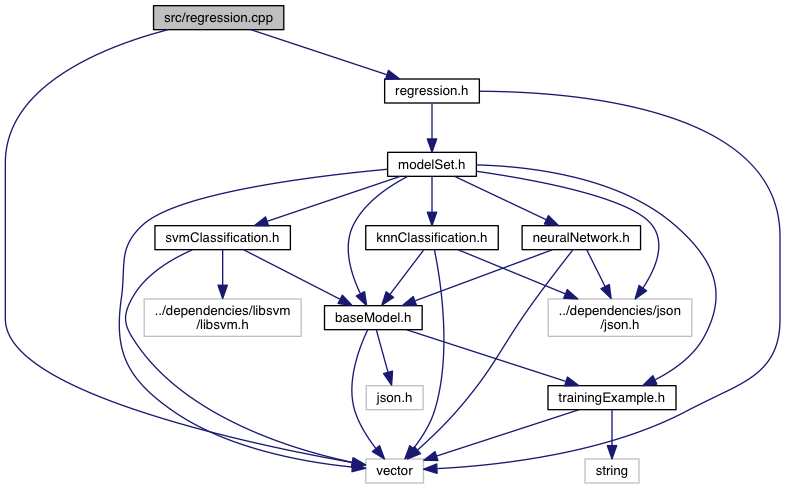 src/regression.cpp
regression.h
modelSet.h
svmClassification.h
knnClassification.h
neuralNetwork.h
../dependencies/libsvm
/libsvm.h
baseModel.h
../dependencies/json
/json.h
json.h
trainingExample.h
vector
string